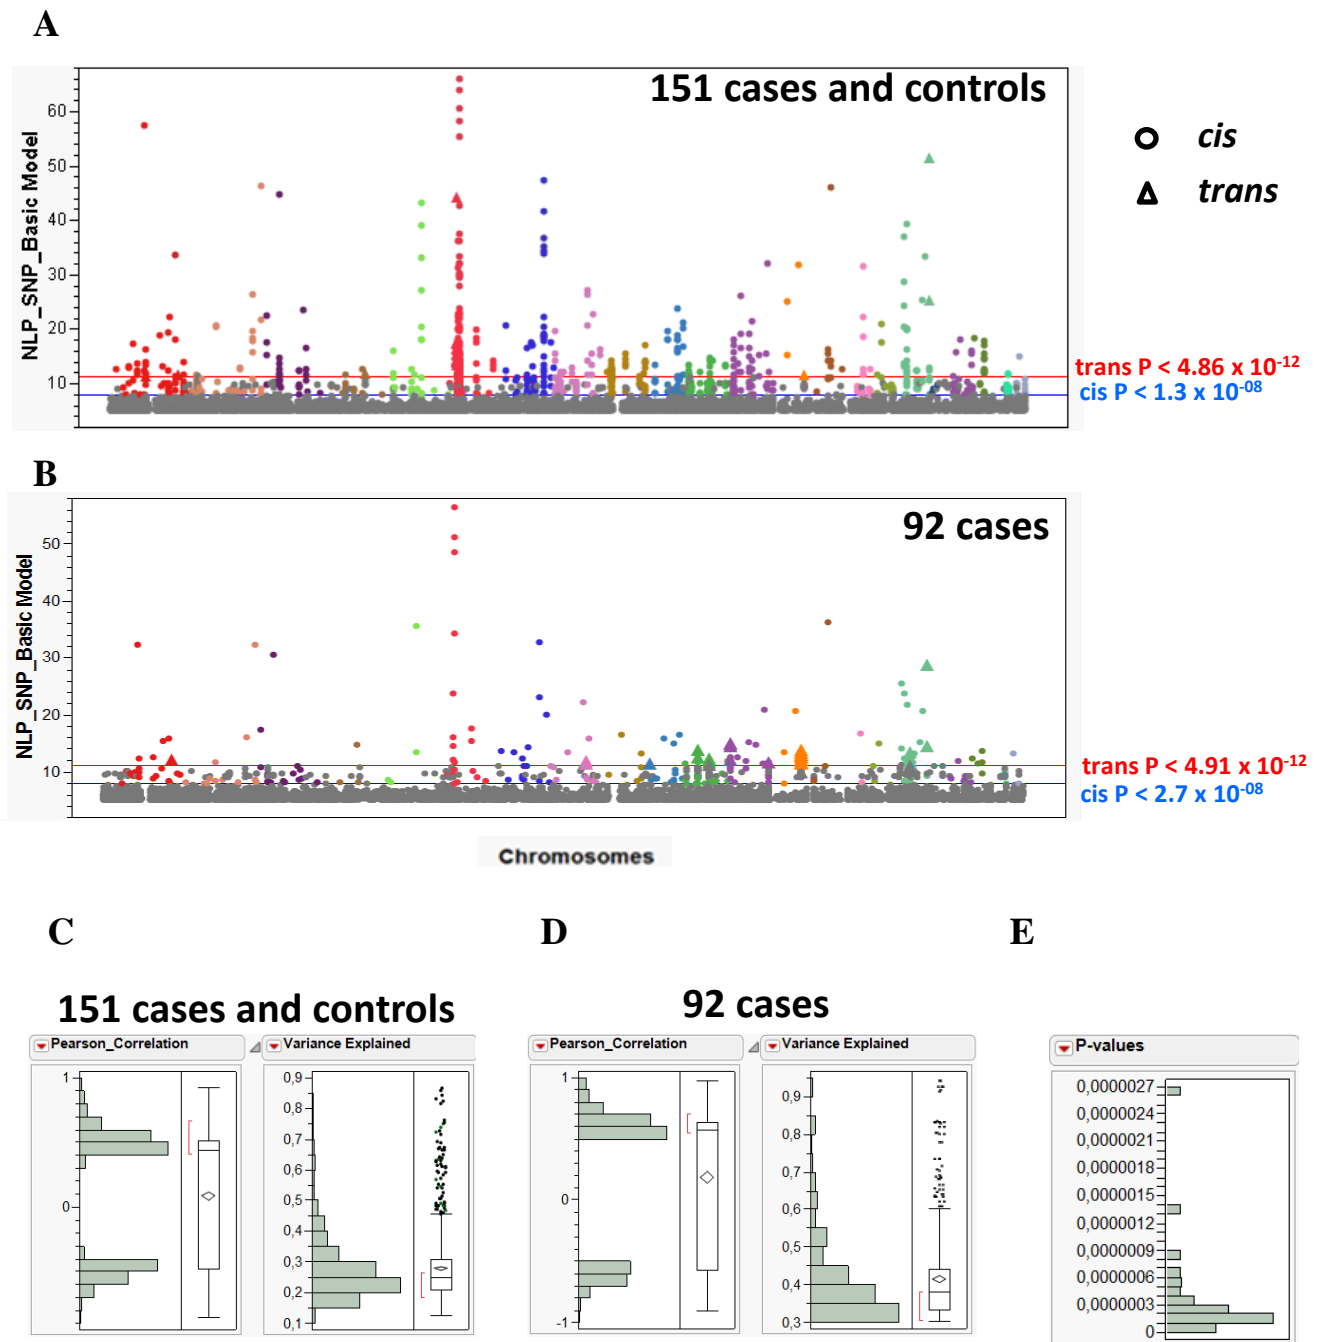 A
151 cases and controls
NLP_SNP_Basic Model
60
50
40
30
20
10
cis
trans
trans P < 4.86 x 10-12
cis P < 1.3 x 10-08
B
92 cases
NLP_SNP_Basic Model
50
40
30
20
10
trans P < 4.91 x 10-12
cis P < 2.7 x 10-08
Chromosomes
C
D
E
151 cases and controls
92 cases
Pearson_Correlation
Variance Explained
Pearson_Correlation
Variance Explained
P-values
1
0
0,9
0,8
0,7
0,6
0,5
0,4
0,3
0,2
0,1
1
0
-1
0,9
0,8
0,7
0,6
0,5
0,4
0,3
0,0000027
0,0000024
0,0000021
0,0000018
0,0000015
0,0000012
0,0000009
0,0000006
0,0000003
0